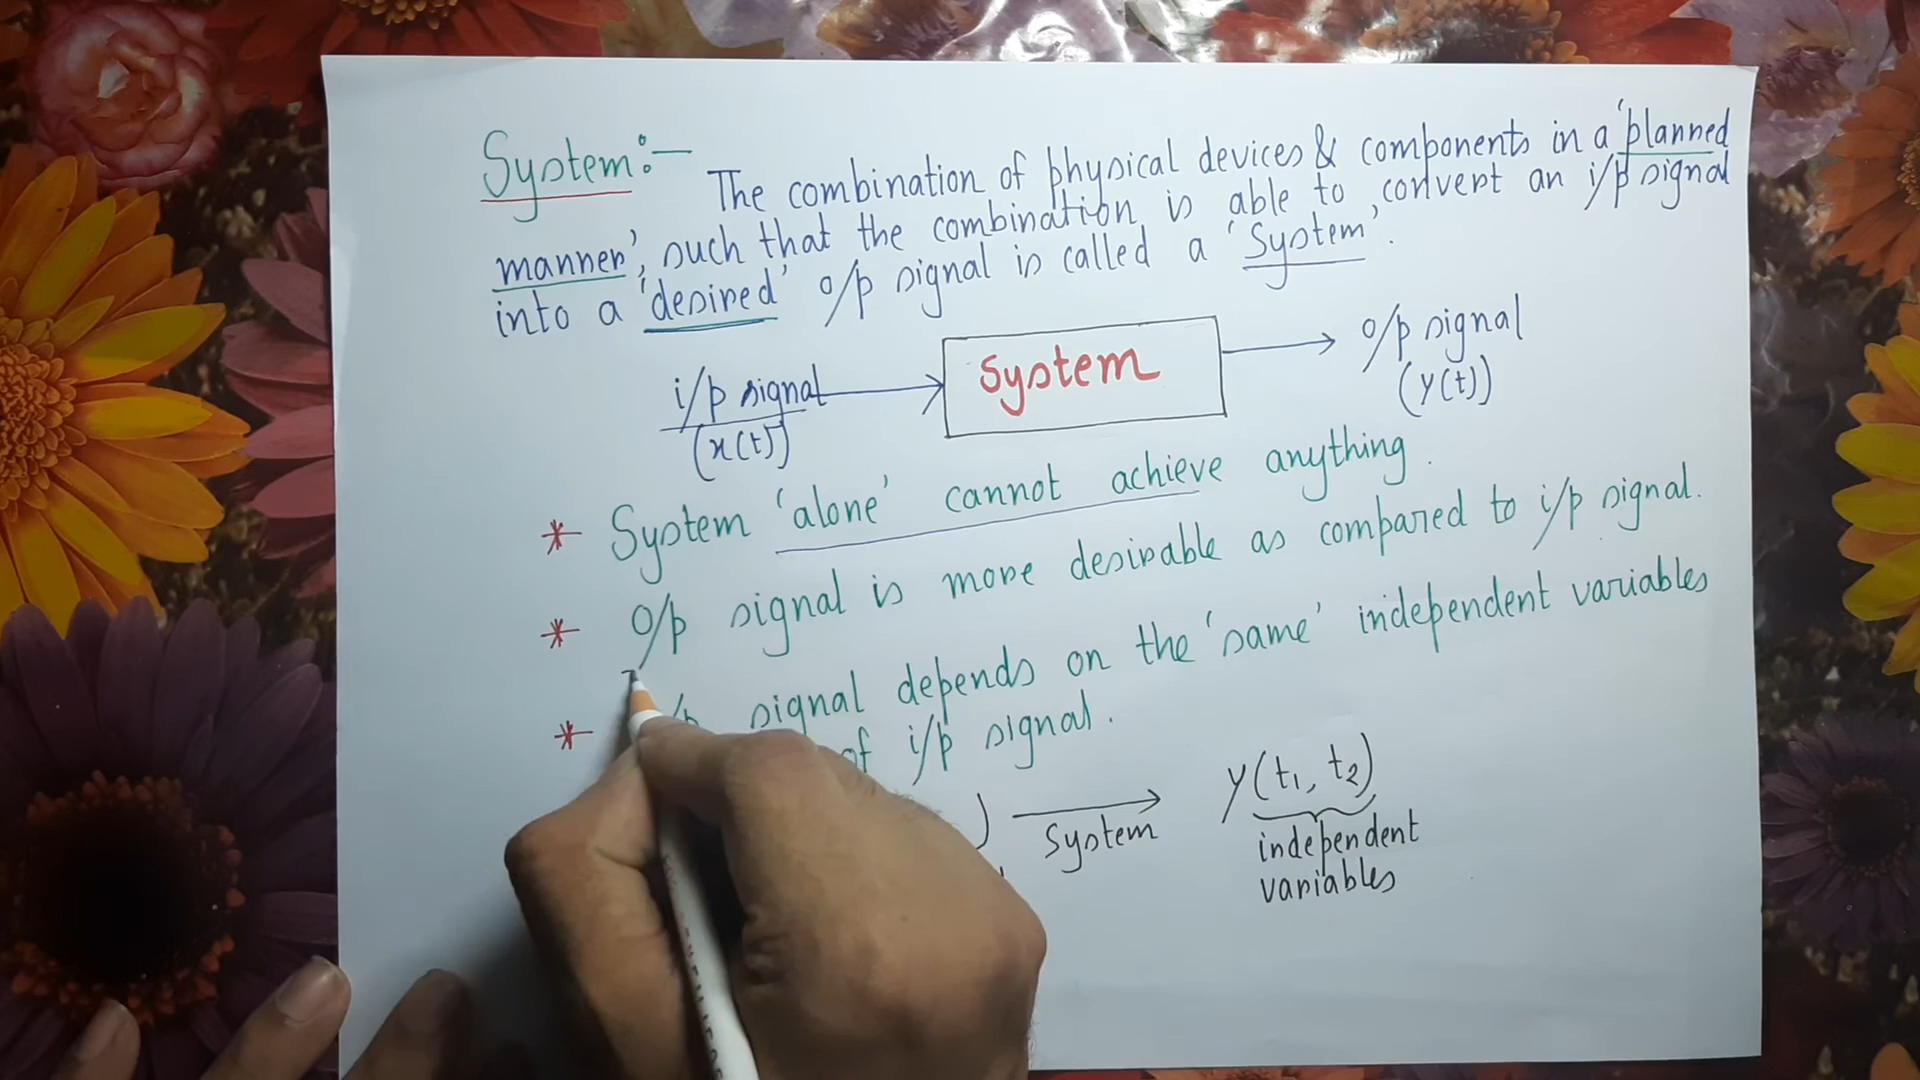 System:-
The combination of physical devices & components in a 'planned
manner', such that the combination is able to convert an i/p signal
into a 'desired' o/p signal is called a 'System'.
i/p signal
(x(t))
System
o/p signal
(y(t))
* System 'alone' cannot achieve anything.
* O/p signal is more desirable as compared to i/p signal.
* signal depends on the 'same' independent variables
of i/p signal.
) System y(t1, t2)
independent
variables